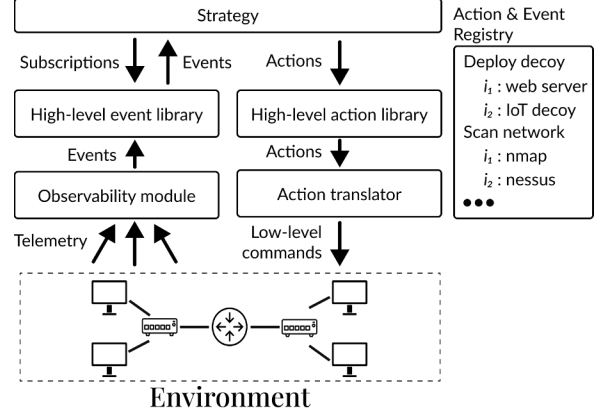 Strategy
Action & Event
Registry
Subscriptions
Events
Actions
Deploy decoy
i₁ : web server
i₂ : IoT decoy
Scan network
i₁ : nmap
i₂ : nessus
●●●
High-level event library
High-level action library
Events
Actions
Observability module
Action translator
Telemetry
Low-level
commands
Environment